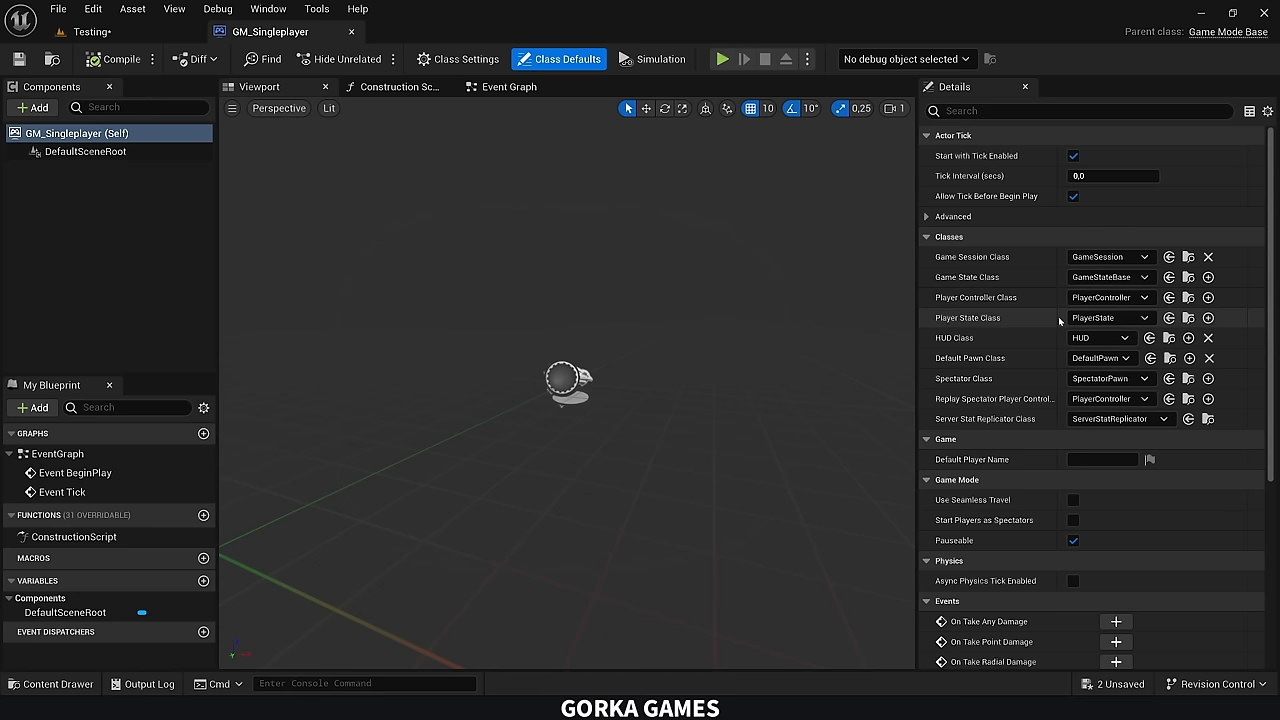 File Edit Asset View Debug Window Tools Help
Testing* GM_Singleplayer Parent class: Game Mode Base
Compile Diff Find Hide Unrelated Class Settings Class Defaults Simulation No debug object selected
Components Viewport Construction Sc... Event Graph Details
Add Search Perspective Lit 10 10° 0,25 1 Search
GM_Singleplayer (Self)
DefaultSceneRoot
Actor Tick
Start with Tick Enabled
Tick Interval (secs) 0,0
Allow Tick Before Begin Play
Advanced
Classes
Game Session Class GameSession
Game State Class GameStateBase
Player Controller Class PlayerController
Player State Class PlayerState
HUD Class HUD
Default Pawn Class DefaultPawn
Spectator Class SpectatorPawn
Replay Spectator Player Control... PlayerController
Server Stat Replicator Class ServerStatReplicator
Game
Default Player Name
Game Mode
Use Seamless Travel
Start Players as Spectators
Pauseable
Physics
Async Physics Tick Enabled
Events
On Take Any Damage
On Take Point Damage
On Take Radial Damage
My Blueprint
Add Search
GRAPHS
EventGraph
Event BeginPlay
Event Tick
FUNCTIONS (31 OVERRIDABLE)
ConstructionScript
MACROS
VARIABLES
Components
DefaultSceneRoot
EVENT DISPATCHERS
Content Drawer Output Log Cmd Enter Console Command 2 Unsaved Revision Control
GORKA GAMES